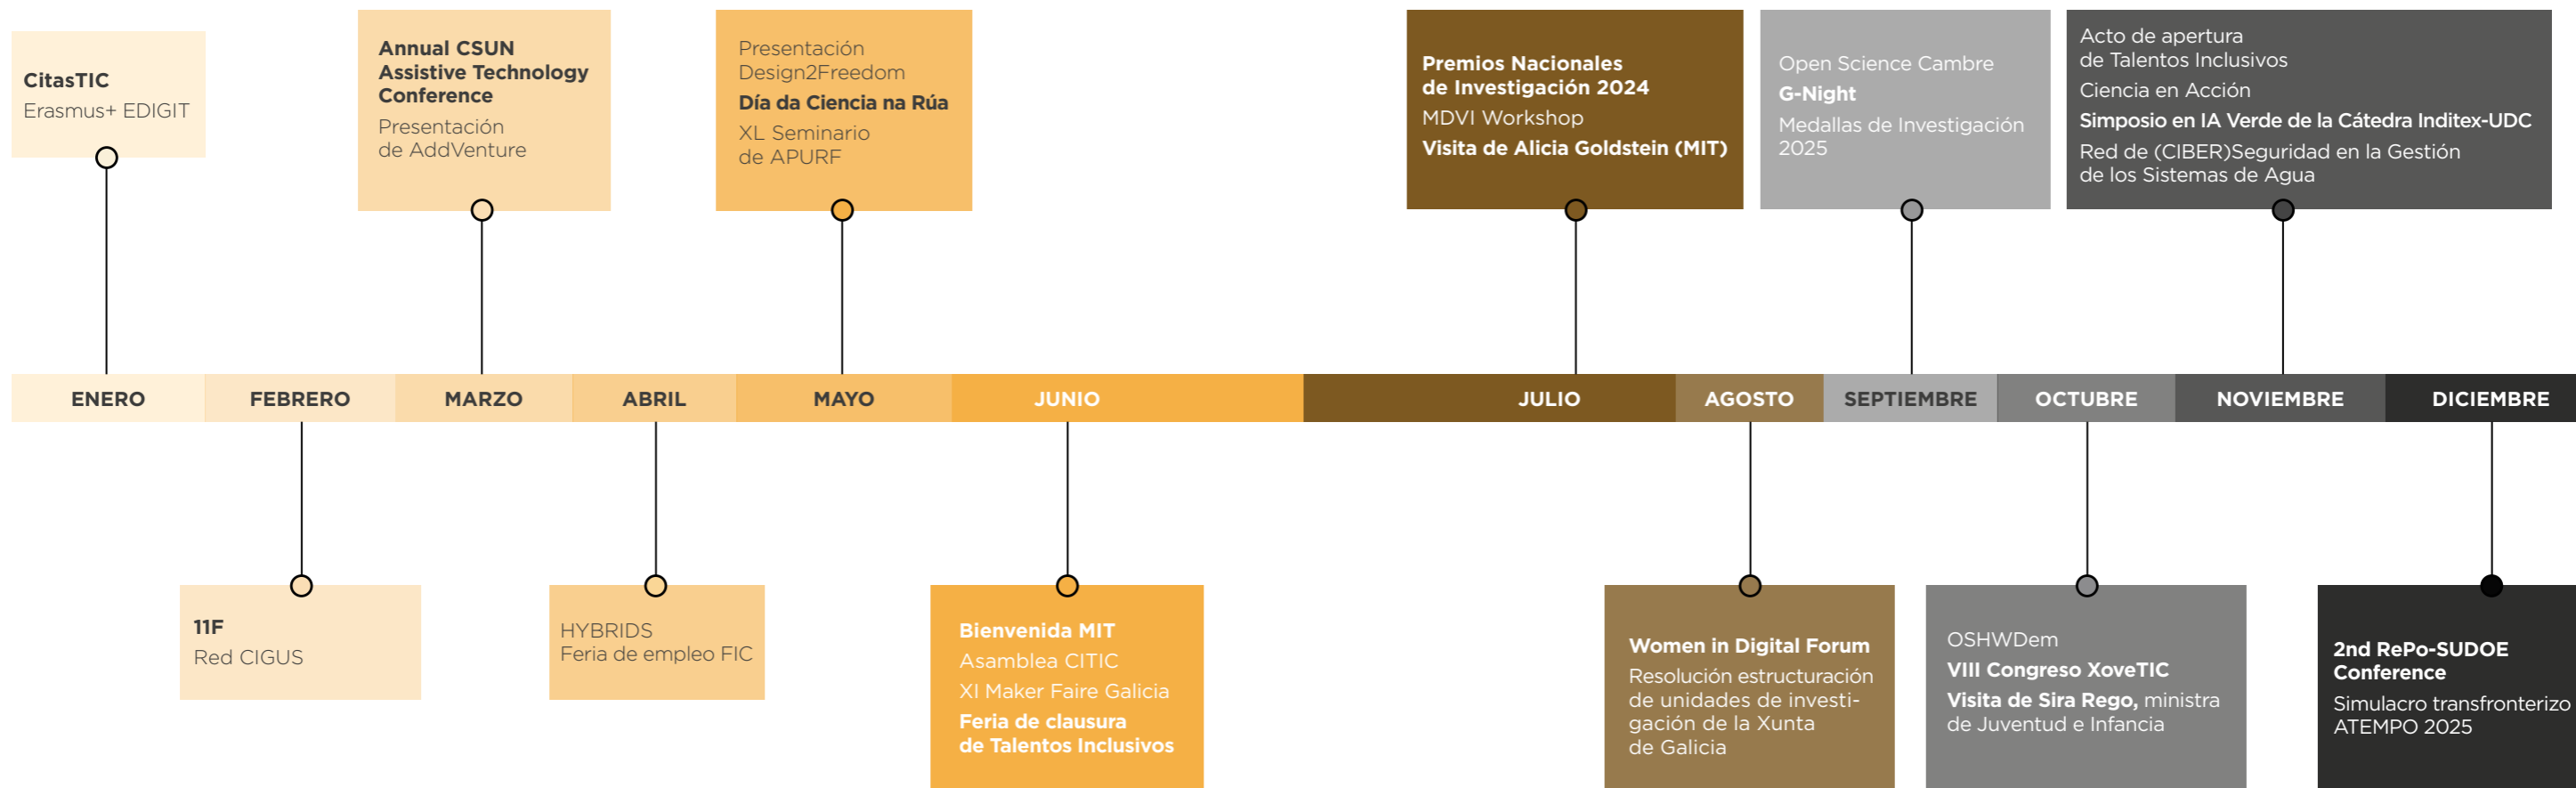 CitasTIC
Erasmus+ EDIGIT
Annual CSUN
Assistive Technology
Conference
Presentación
de AddVenture
Presentación
Design2Freedom
Día da Ciencia na Rúa
XL Seminario
de APURF
Premios Nacionales
de Investigación 2024
MDVI Workshop
Visita de Alicia Goldstein (MIT)
Open Science Cambre
G-Night
Medallas de Investigación
2025
Acto de apertura
de Talentos Inclusivos
Ciencia en Acción
Simposio en IA Verde de la Cátedra Inditex-UDC
Red de (CIBER)Seguridad en la Gestión
de los Sistemas de Agua
ENERO
FEBRERO
MARZO
ABRIL
MAYO
JUNIO
JULIO
AGOSTO
SEPTIEMBRE
OCTUBRE
NOVIEMBRE
DICIEMBRE
11F
Red CIGUS
HYBRIDS
Feria de empleo FIC
Bienvenida MIT
Asamblea CITIC
XI Maker Faire Galicia
Feria de clausura
de Talentos Inclusivos
Women in Digital Forum
Resolución estructuración
de unidades de investi-
gación de la Xunta
de Galicia
OSHWDem
VIII Congreso XoveTIC
Visita de Sira Rego, ministra
de Juventud e Infancia
2nd RePo-SUDOE
Conference
Simulacro transfronterizo
ATEMPO 2025